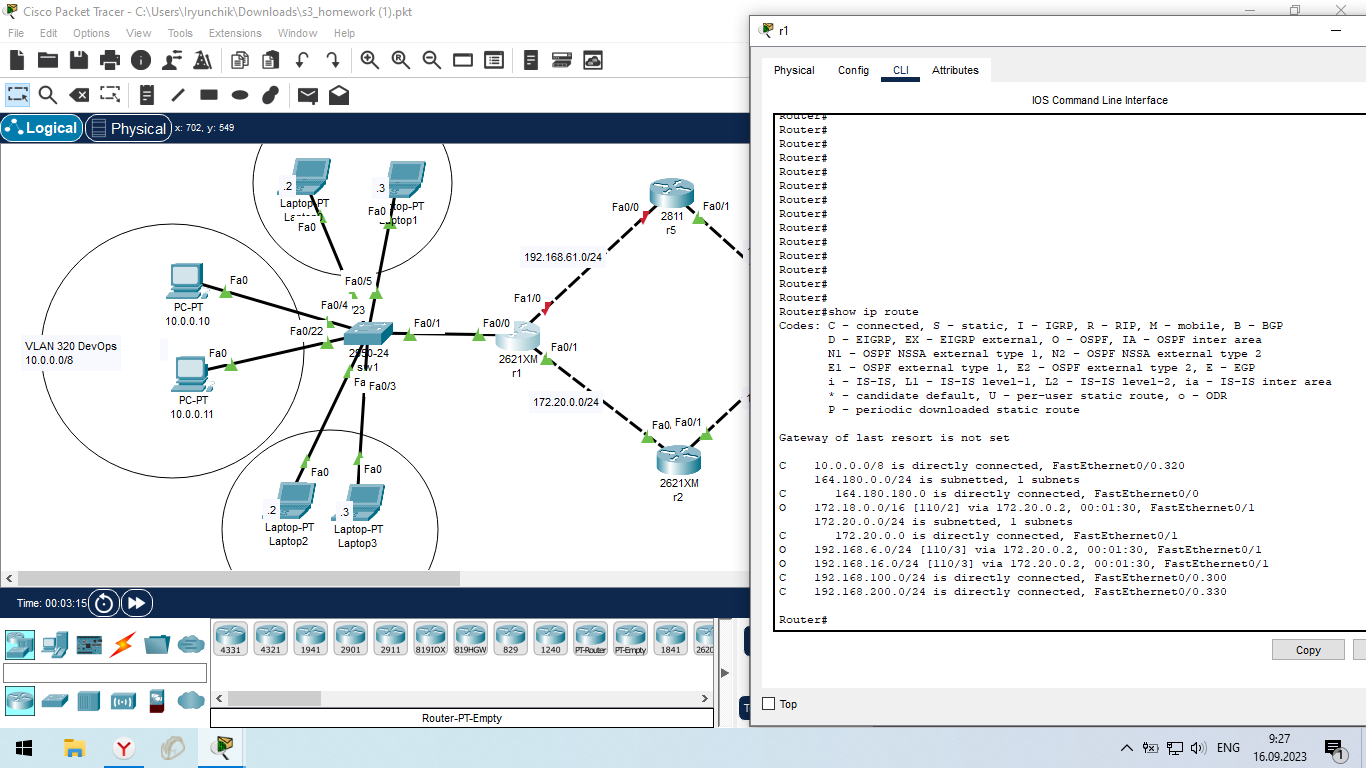 Cisco Packet Tracer - C:\Users\Iryunchik\Downloads\s3_homework (1).pkt
File Edit Options View Tools Extensions Window Help
Logical
Physical
x: 702, y: 549
.2
Laptop-PT
Fa0
.3
Fa0
top-PT
ptop1
Fa0/5
Fa0
PC-PT
10.0.0.10
Fa0/4
23
Fa0/22
VLAN 320 DevOps
10.0.0.0/8
Fa0
PC-PT
10.0.0.11
2950-24
Fa0/3
Fa0/1
Fa0/0
2621XM
r1
Fa1/0
Fa0/1
192.168.61.0/24
172.20.0.0/24
Fa0/0
2811
r5
Fa0/1
Fa0/1
2621XM
r2
Fa0
.2
Laptop-PT
Laptop2
Fa0
.3
Laptop-PT
Laptop3
Time: 00:03:15
4331
4321
1941
2901
2911
819IOX
819HGW
829
1240
PT-Router
PT-Empty
1841
2620
Router-PT-Empty
r1
Physical
Config
CLI
Attributes
IOS Command Line Interface
Router#
Router#
Router#
Router#
Router#
Router#
Router#
Router#
Router#
Router#
Router#
Router#
Router#
Router#
Router#show ip route
Codes: C - connected, S - static, I - IGRP, R - RIP, M - mobile, B - BGP
D - EIGRP, EX - EIGRP external, O - OSPF, IA - OSPF inter area
N1 - OSPF NSSA external type 1, N2 - OSPF NSSA external type 2
E1 - OSPF external type 1, E2 - OSPF external type 2, E - EGP
i - IS-IS, L1 - IS-IS level-1, L2 - IS-IS level-2, ia - IS-IS inter area
* - candidate default, U - per-user static route, o - ODR
P - periodic downloaded static route
Gateway of last resort is not set
C 10.0.0.0/8 is directly connected, FastEthernet0/0.320
164.180.0.0/24 is subnetted, 1 subnets
C 164.180.180.0 is directly connected, FastEthernet0/0
O 172.18.0.0/16 [110/2] via 172.20.0.2, 00:01:30, FastEthernet0/1
172.20.0.0/24 is subnetted, 1 subnets
C 172.20.0.0 is directly connected, FastEthernet0/1
O 192.168.6.0/24 [110/3] via 172.20.0.2, 00:01:30, FastEthernet0/1
O 192.168.16.0/24 [110/3] via 172.20.0.2, 00:01:30, FastEthernet0/1
C 192.168.100.0/24 is directly connected, FastEthernet0/0.300
C 192.168.200.0/24 is directly connected, FastEthernet0/0.330
Router#
Copy
Top
ENG
9:27
16.09.2023
1